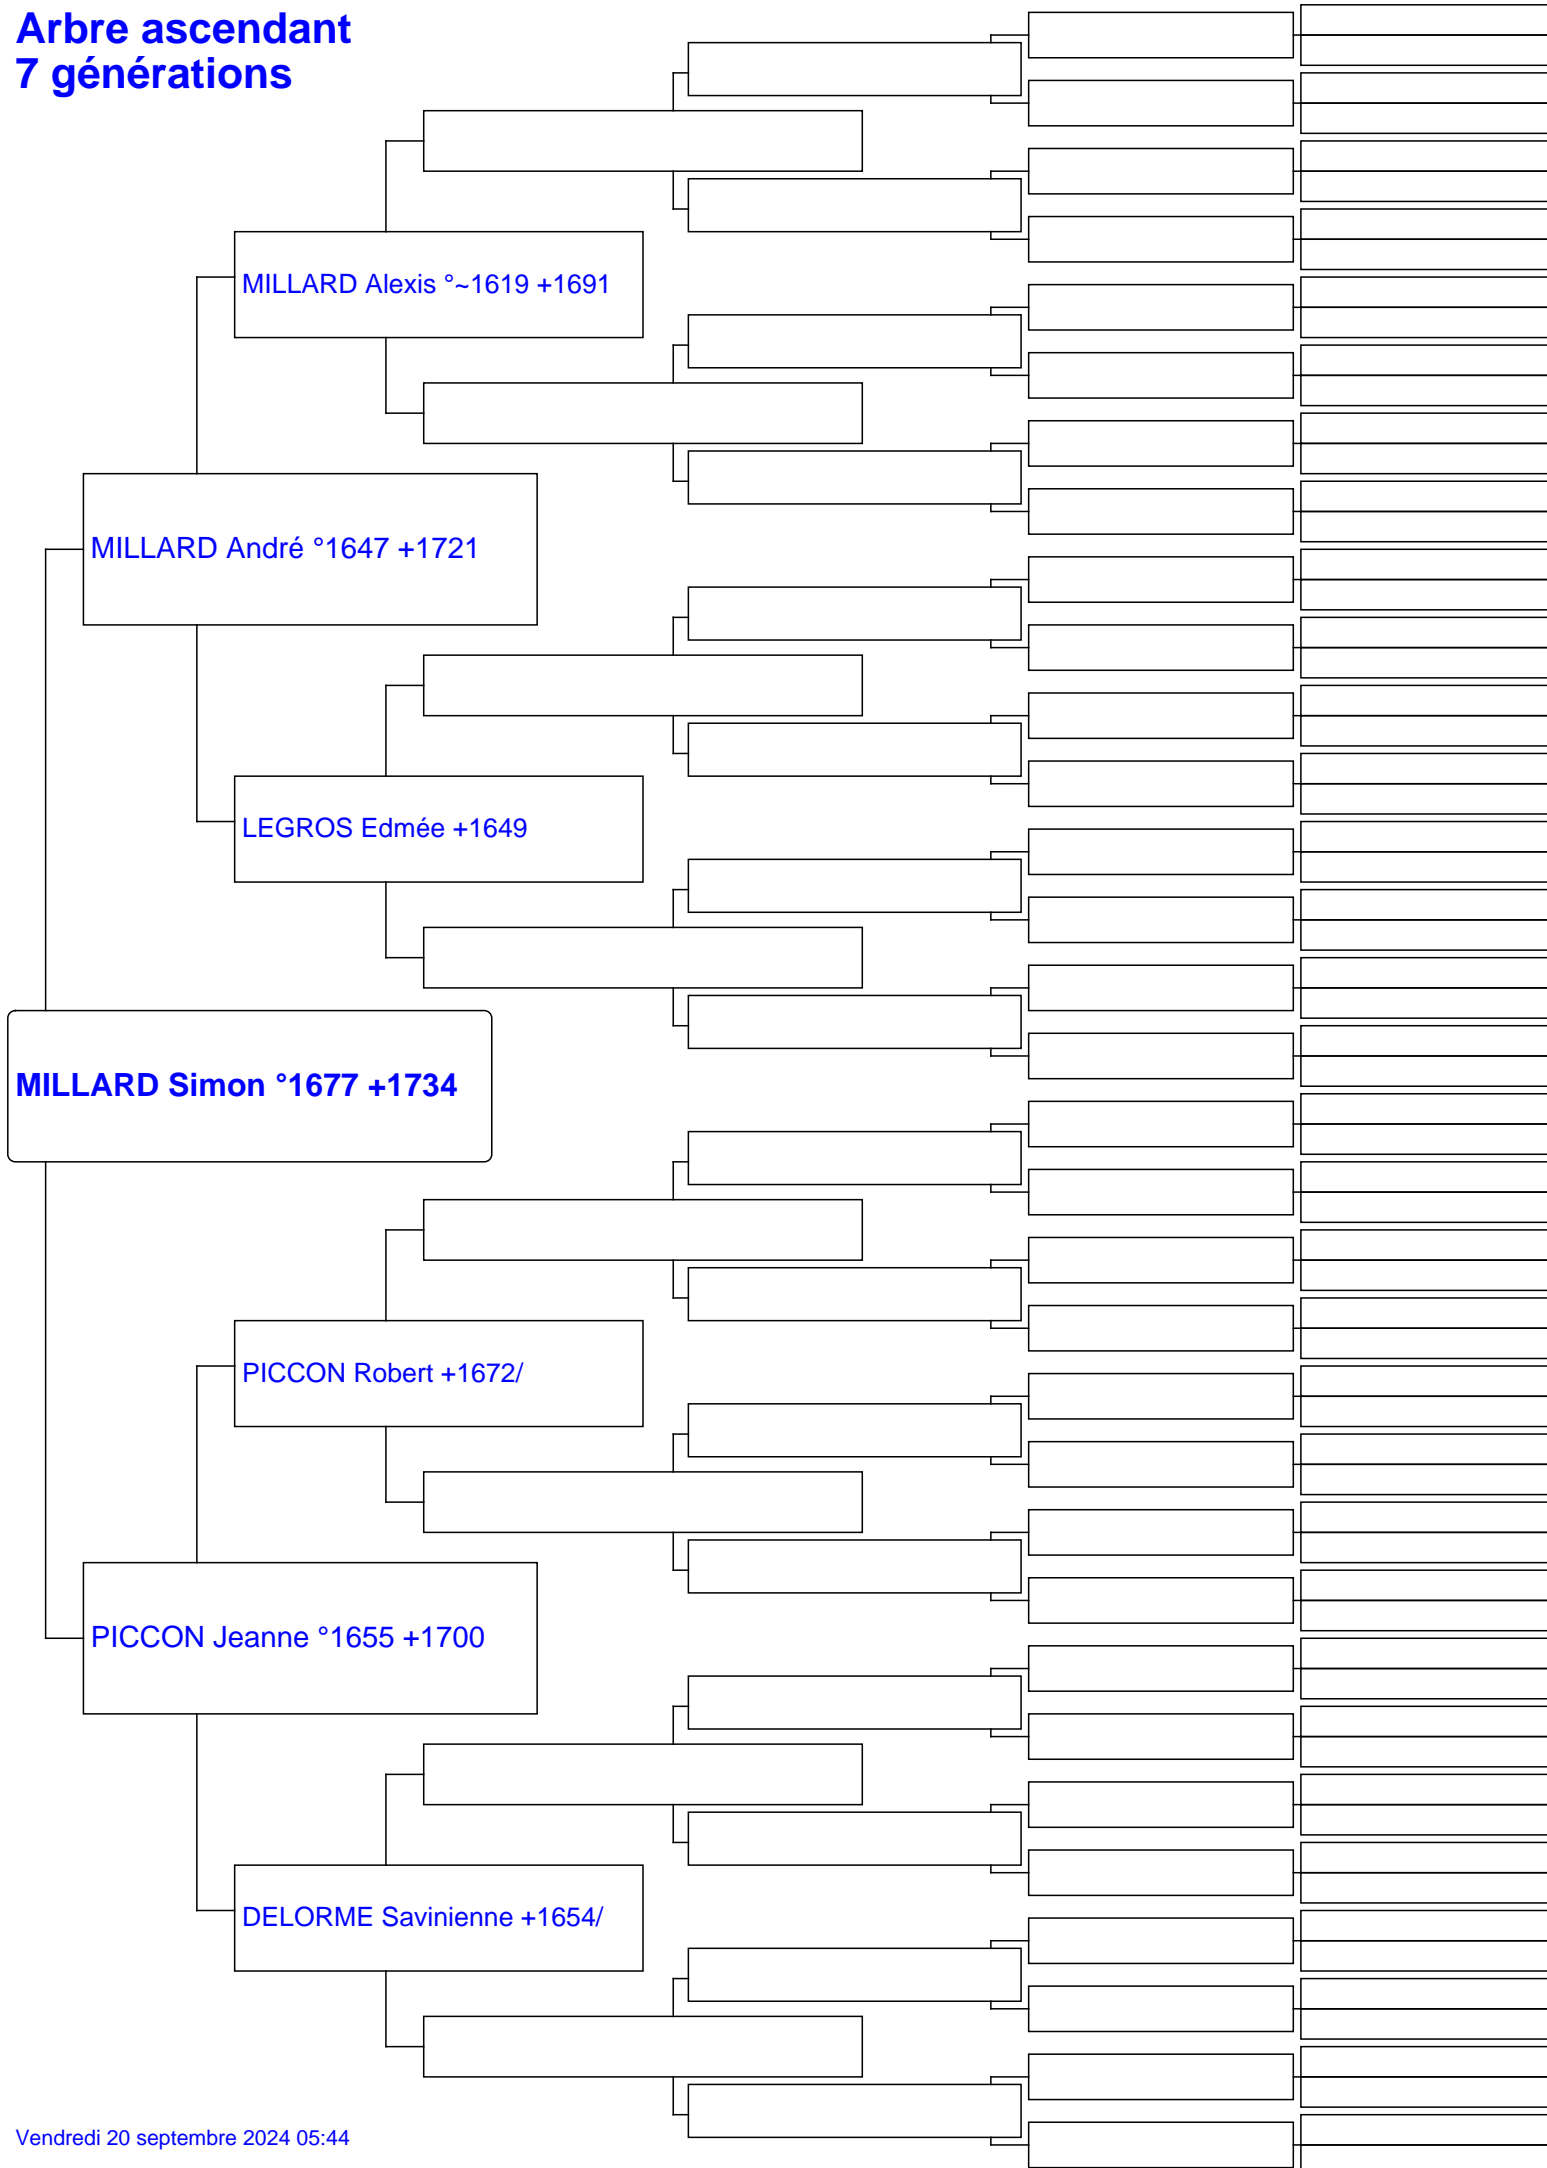 Arbre ascendant
7 générations
MILLARD Alexis °~1619 +1691
MILLARD André °1647 +1721
LEGROS Edmée +1649
MILLARD Simon °1677 +1734
PICCON Robert +1672/
PICCON Jeanne °1655 +1700
DELORME Savinienne +1654/
Vendredi 20 septembre 2024 05:44